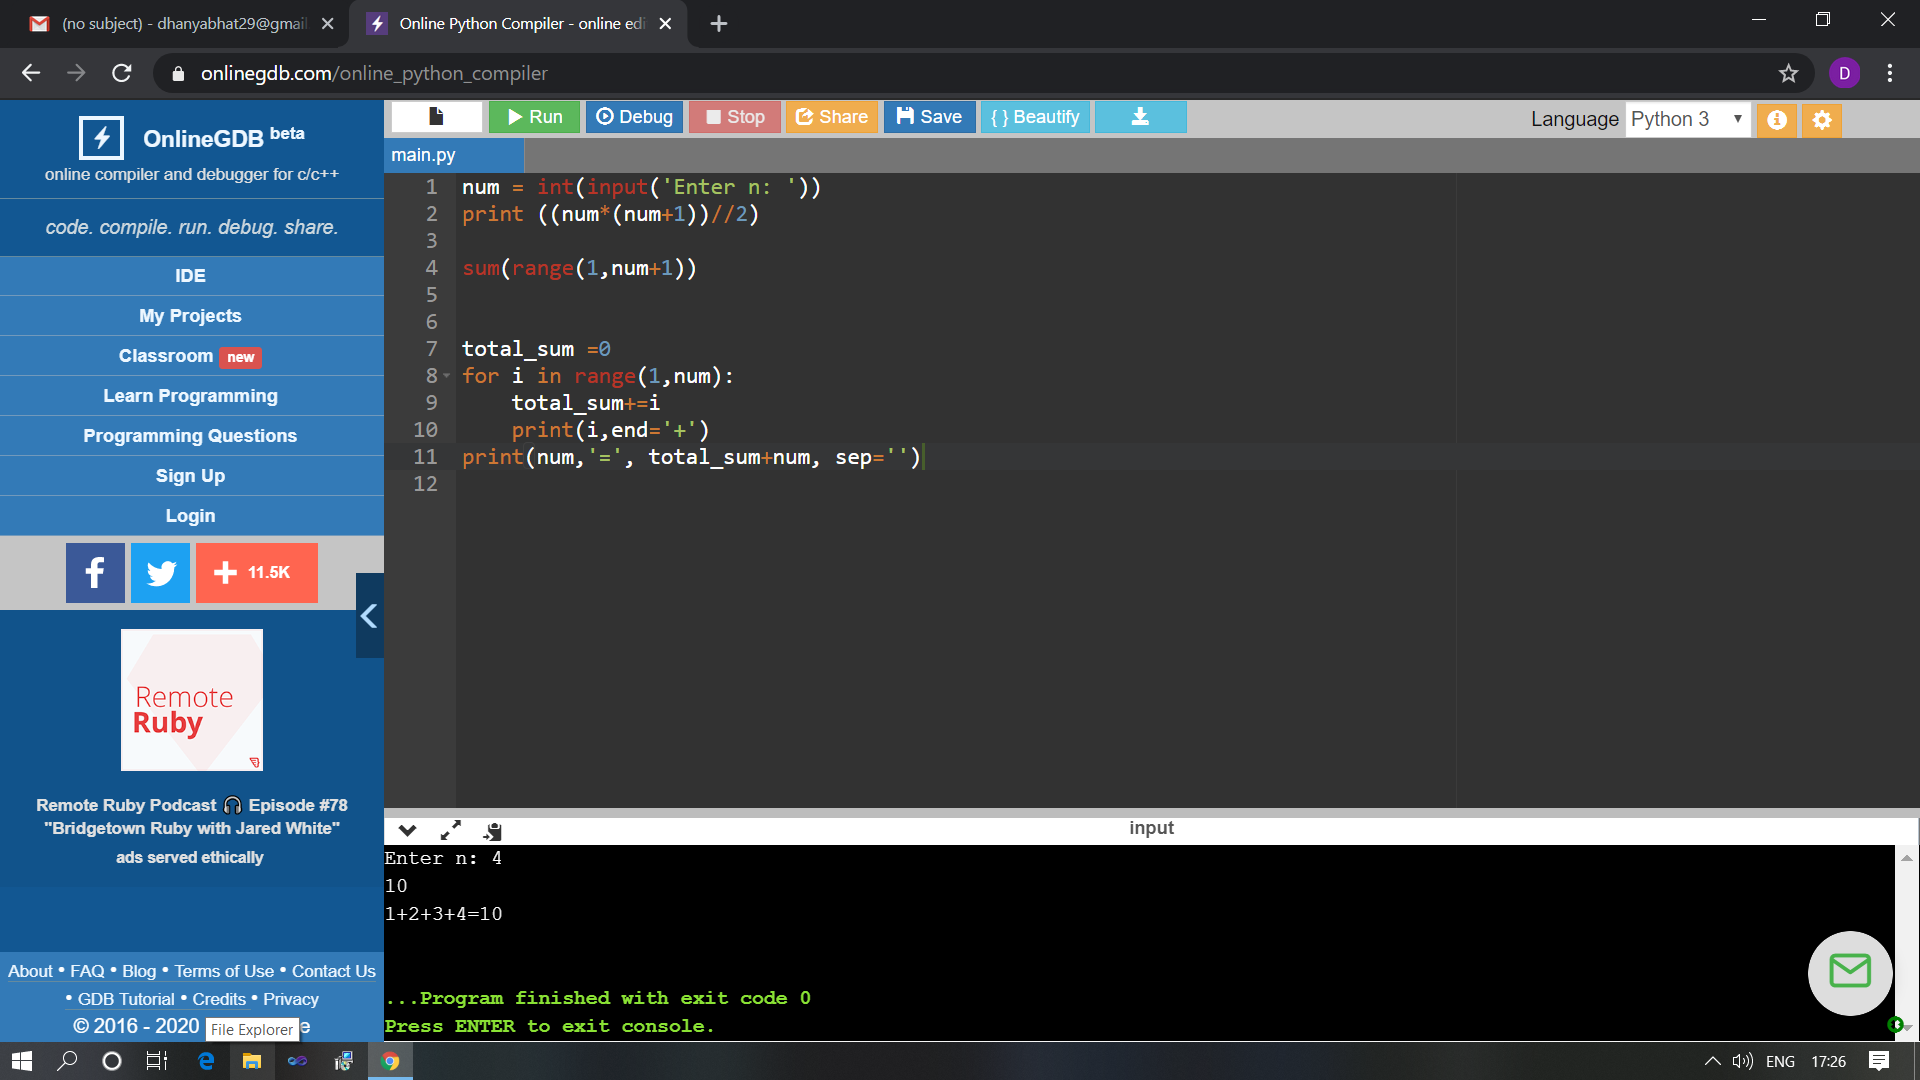 (no subject) - dhanyabhat29@gmail
Online Python Compiler - online edi
onlinegdb.com/online_python_compiler
D
OnlineGDB beta
online compiler and debugger for c/c++
code. compile. run. debug. share.
IDE
My Projects
Classroom new
Learn Programming
Programming Questions
Sign Up
Login
11.5K
Remote
Ruby
Remote Ruby Podcast 🎧 Episode #78
"Bridgetown Ruby with Jared White"
ads served ethically
About • FAQ • Blog • Terms of Use • Contact Us
• GDB Tutorial • Credits • Privacy
© 2016 - 2020 e
File Explorer
Run Debug Stop Share Save { } Beautify
Language Python 3
main.py
1 num = int(input('Enter n: '))
2 print ((num*(num+1))//2)
3
4 sum(range(1,num+1))
5
6
7 total_sum =0
8 for i in range(1,num):
9     total_sum+=i
10     print(i,end='+')
11 print(num,'=', total_sum+num, sep='')
12
input
Enter n: 4
10
1+2+3+4=10
...Program finished with exit code 0
Press ENTER to exit console.
ENG 17:26